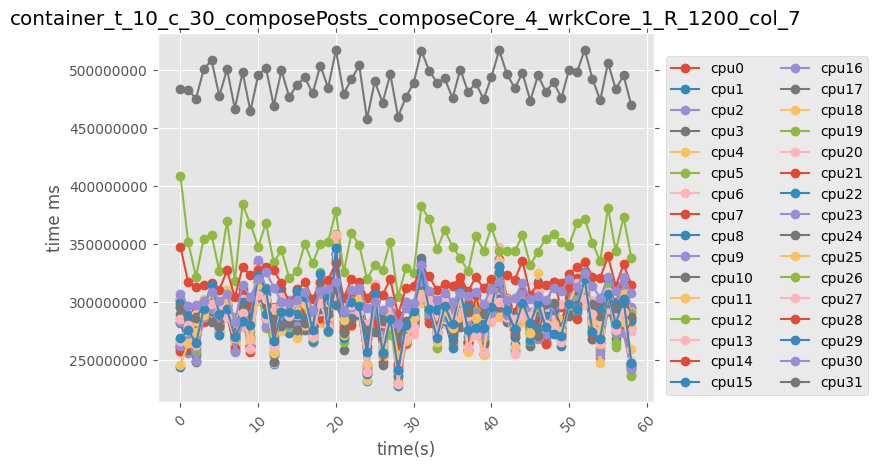 container_t_10_c_30_composePosts_composeCore_4_wrkCore_1_R_1200_col_7
time ms
500000000
450000000
400000000
350000000
300000000
250000000
0
10
20
30
40
50
60
time(s)
cpu0
cpu1
cpu2
cpu3
cpu4
cpu5
cpu6
cpu7
cpu8
cpu9
cpu10
cpu11
cpu12
cpu13
cpu14
cpu15
cpu16
cpu17
cpu18
cpu19
cpu20
cpu21
cpu22
cpu23
cpu24
cpu25
cpu26
cpu27
cpu28
cpu29
cpu30
cpu31